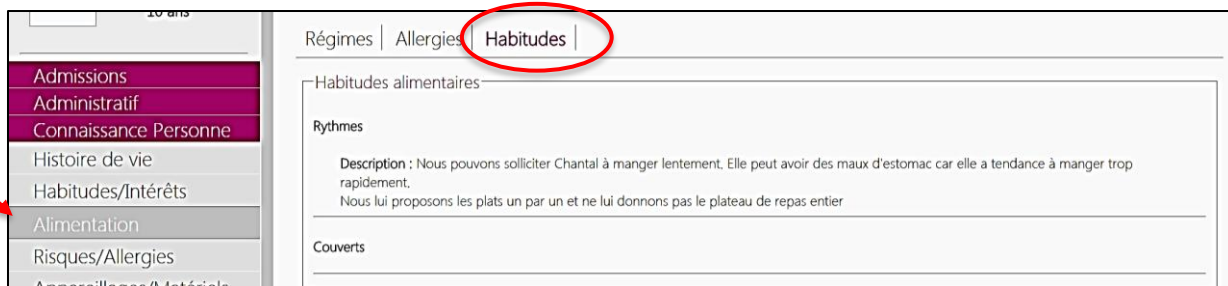 10 ans
Régimes | Allergies | Habitudes |
Admissions
Administratif
Connaissance Personne
Histoire de vie
Habitudes/Intérêts
Alimentation
Risques/Allergies
Appareillages/Matériels
Habitudes alimentaires
Rythmes
Description : Nous pouvons solliciter Chantal à manger lentement. Elle peut avoir des maux d'estomac car elle a tendance à manger trop
rapidement.
Nous lui proposons les plats un par un et ne lui donnons pas le plateau de repas entier
Couverts